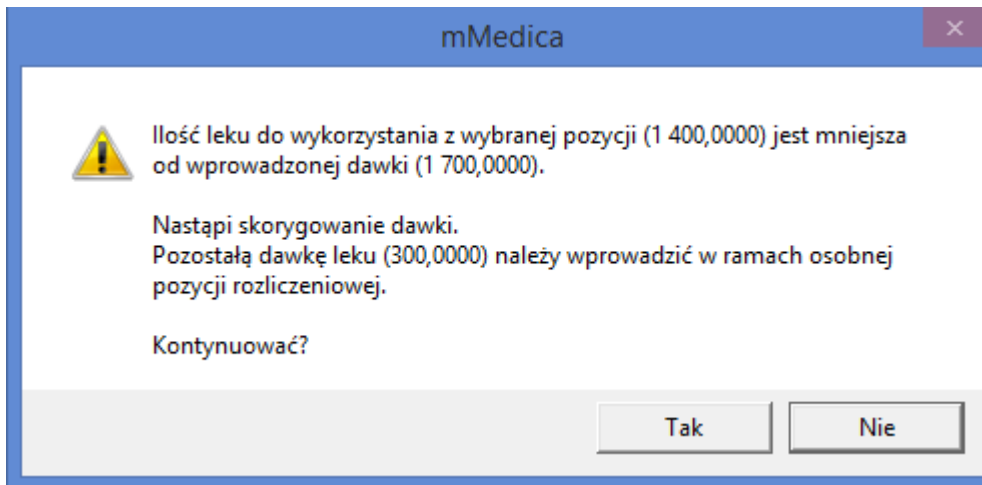 mMedica
Ilość leku do wykorzystania z wybranej pozycji (1 400,0000) jest mniejsza
od wprowadzonej dawki (1 700,0000).
Nastąpi skorygowanie dawki.
Pozostałą dawkę leku (300,0000) należy wprowadzić w ramach osobnej
pozycji rozliczeniowej.
Kontynuować?
Tak
Nie